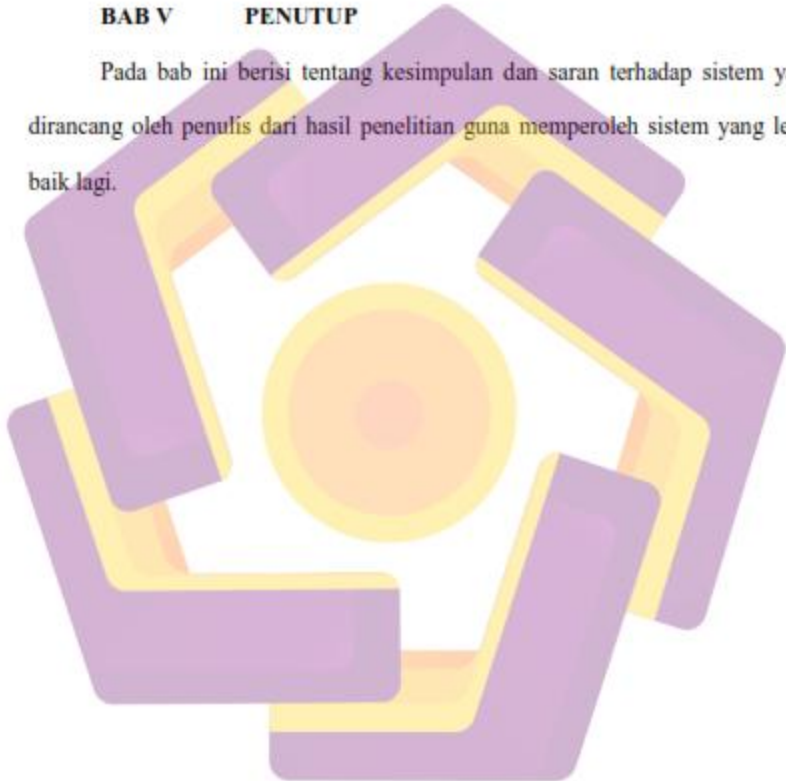 BAB V PENUTUP
Pada bab ini berisi tentang kesimpulan dan saran terhadap sistem
dirancang oleh penulis dari hasil penelitian guna memperoleh sistem yang
baik lagi.